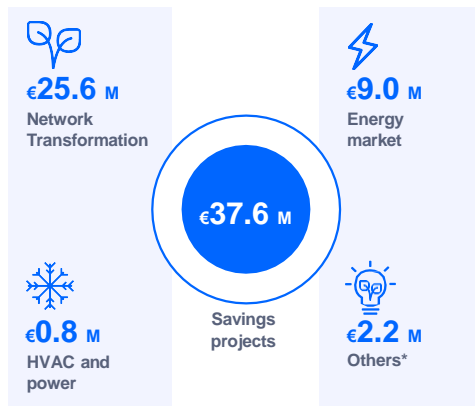 €25.6 M
Network
Transformation
€9.0 M
Energy
market
€37.6 M
Savings
projects
€0.8 M
HVAC and
power
€2.2 M
Others*